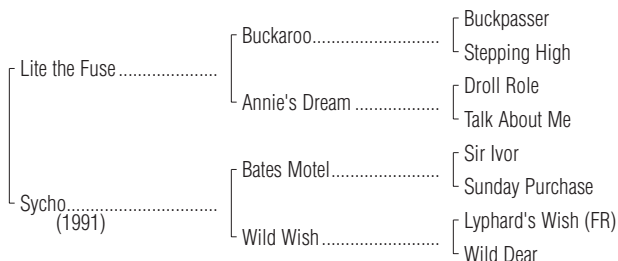 Buckpasser
Buckaroo..........................
Stepping High
Lite the Fuse .....................
Droll Role
Annie's Dream ..................
Talk About Me
Sir Ivor
Bates Motel.......................
Sunday Purchase
Sycho................................
(1991)
Lyphard's Wish (FR)
Wild Wish.........................
Wild Dear